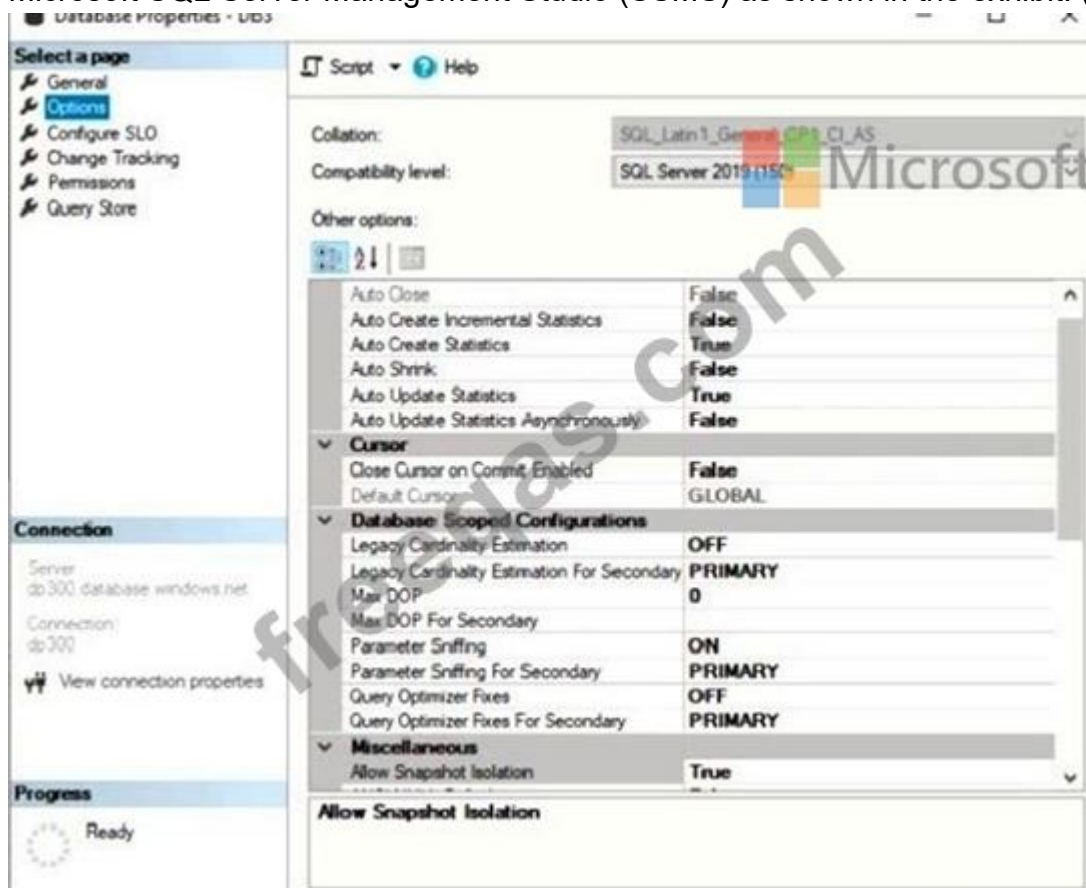 Microsoft SQL Server Management Studio (SSMS) as shown in the exhibit. (
Database Properties - DB3
Select a page
General
Options
Configure SLO
Change Tracking
Permissions
Query Store
Script
Help
Collation: SQL_Latin1_General_CP1_CI_AS
Compatibility level: SQL Server 2019 (150)
Microsoft
Other options:
Auto Close False
Auto Create Incremental Statistics False
Auto Create Statistics True
Auto Shrink False
Auto Update Statistics True
Auto Update Statistics Asynchronously False
Cursor
Close Cursor on Commit Enabled False
Default Cursor GLOBAL
Database Scoped Configurations
Legacy Cardinality Estimation OFF
Legacy Cardinality Estimation For Secondary PRIMARY
Max DOP 0
Max DOP For Secondary
Parameter Sniffing ON
Parameter Sniffing For Secondary PRIMARY
Query Optimizer Fixes OFF
Query Optimizer Fixes For Secondary PRIMARY
Miscellaneous
Allow Snapshot Isolation True
Allow Snapshot Isolation
Connection
Server
dp300.database.windows.net
Connection:
dp300
View connection properties
Progress
Ready
freeqas.com